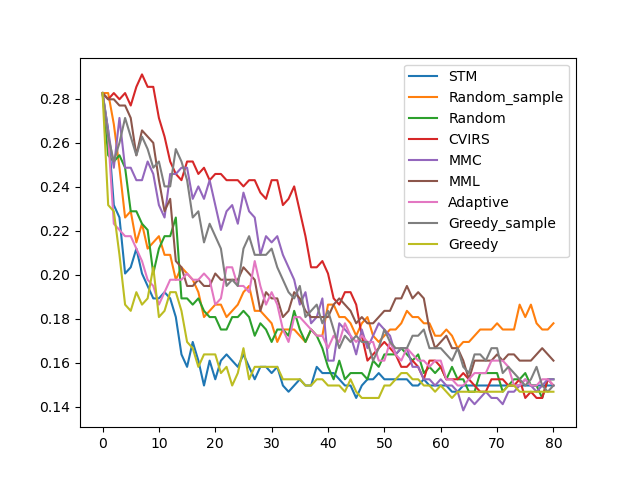 0.28
0.26
0.24
0.22
0.20
0.18
0.16
0.14
0 10 20 30 40 50 60 70 80
STM
Random_sample
Random
CVIRS
MMC
MML
Adaptive
Greedy_sample
Greedy